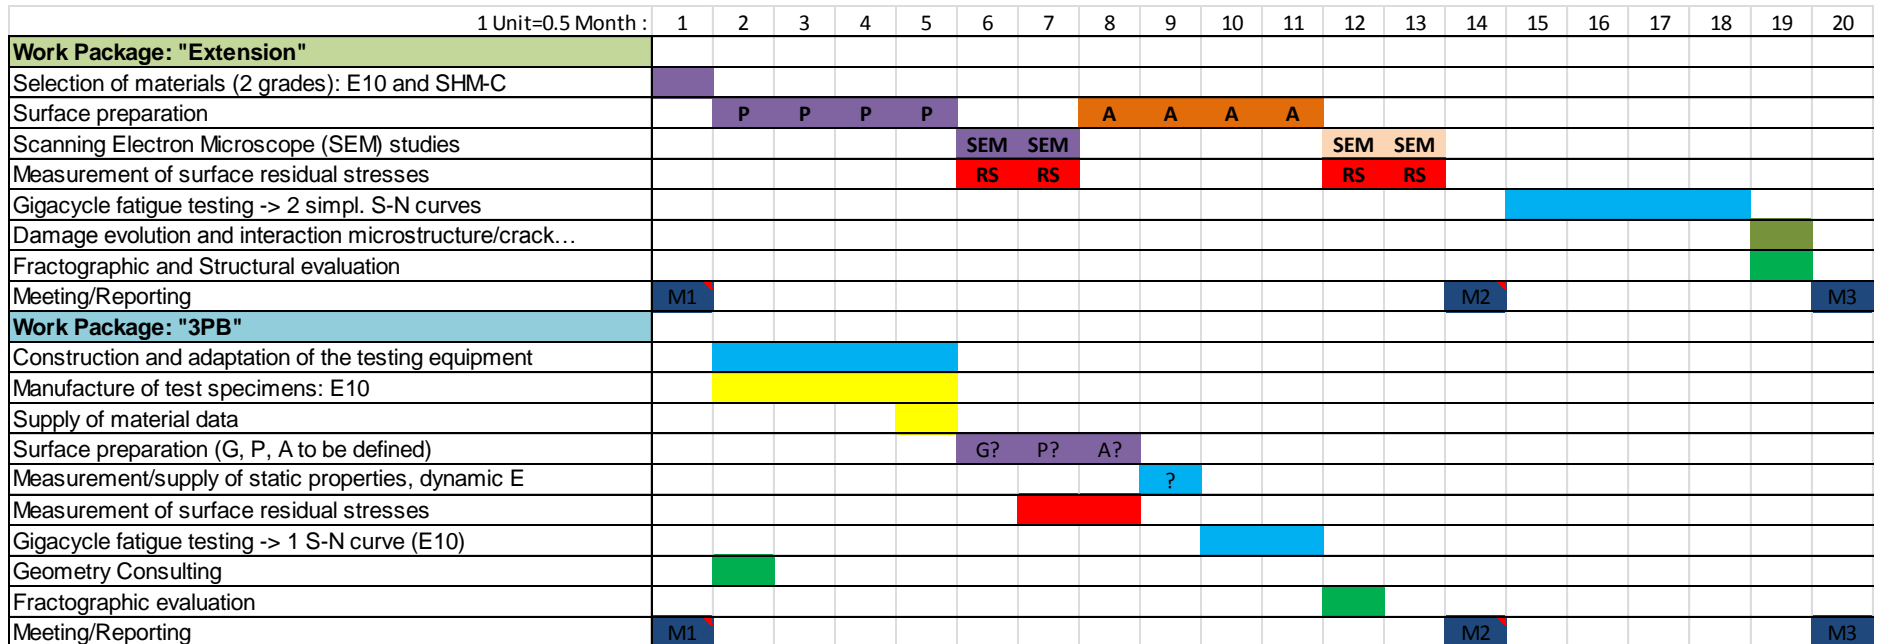 1 Unit=0.5 Month : 1 2 3 4 5 6 7 8 9 10 11 12 13 14 15 16 17 18 19 20
Work Package: "Extension"
Selection of materials (2 grades): E10 and SHM-C
Surface preparation P P P P A A A A
Scanning Electron Microscope (SEM) studies SEM SEM SEM SEM
Measurement of surface residual stresses RS RS RS RS
Gigacycle fatigue testing -> 2 simpl. S-N curves
Damage evolution and interaction microstructure/crack…
Fractographic and Structural evaluation
Meeting/Reporting M1 M2 M3
Work Package: "3PB"
Construction and adaptation of the testing equipment
Manufacture of test specimens: E10
Supply of material data
Surface preparation (G, P, A to be defined) G? P? A?
Measurement/supply of static properties, dynamic E ?
Measurement of surface residual stresses
Gigacycle fatigue testing -> 1 S-N curve (E10)
Geometry Consulting
Fractographic evaluation
Meeting/Reporting M1 M2 M3